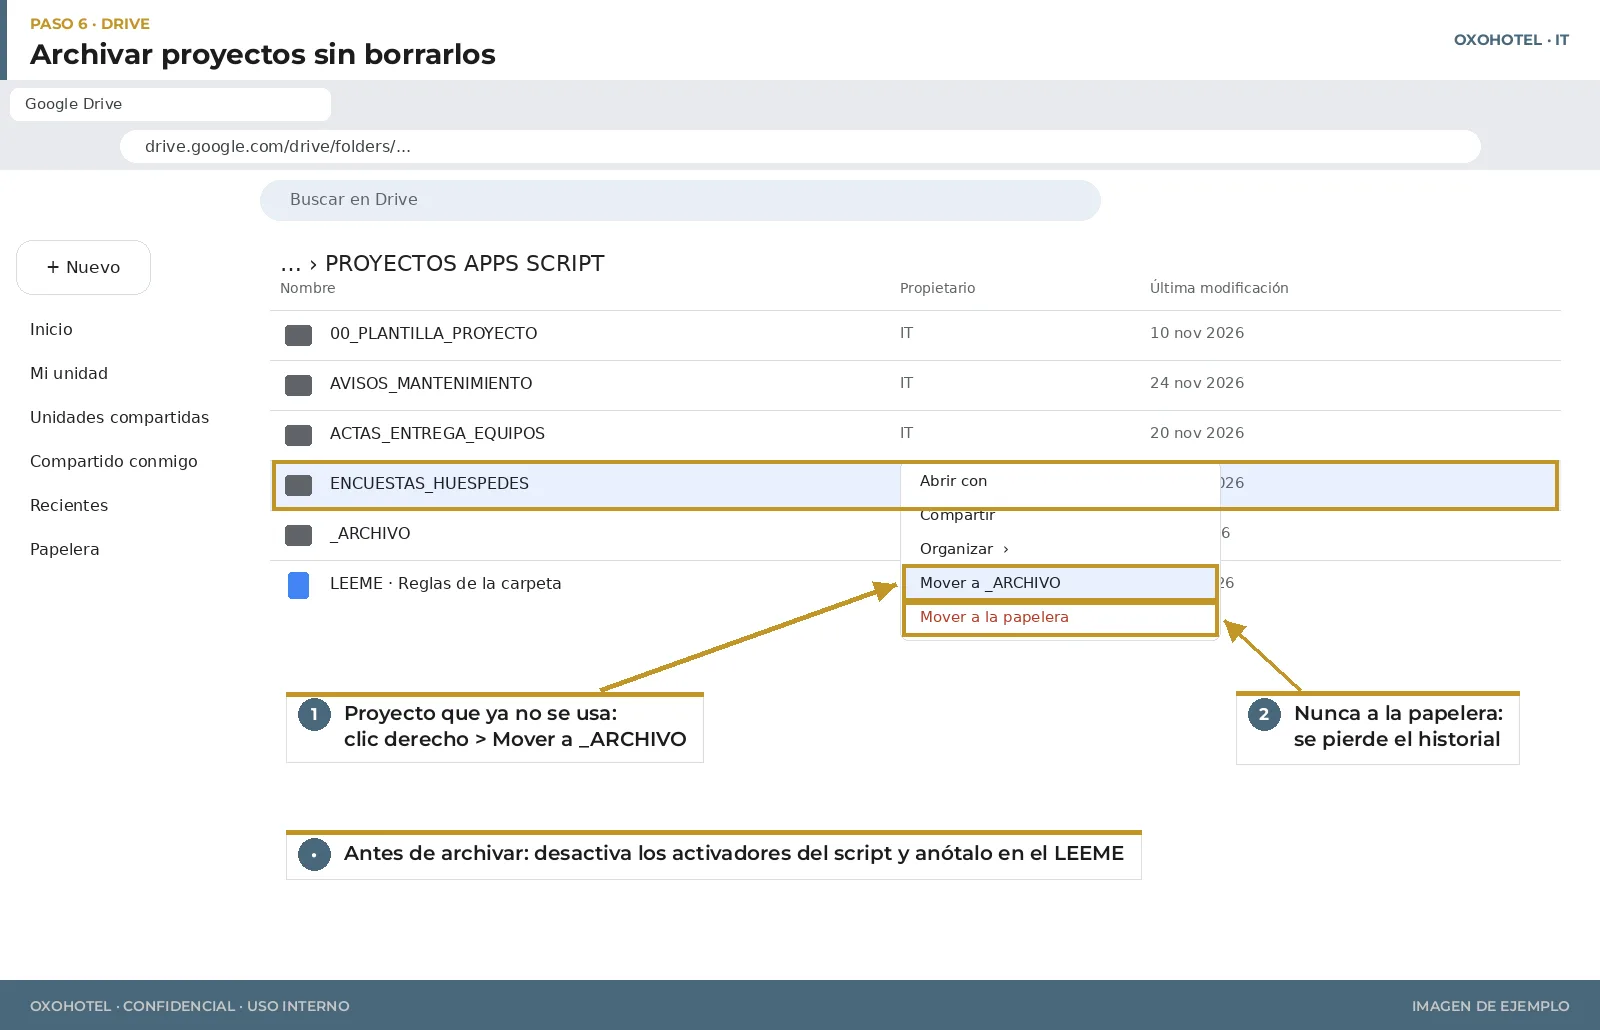 PASO 6 · DRIVE
Archivar proyectos sin borrarlos
OXOHOTEL · IT
Google Drive
drive.google.com/drive/folders/...
Buscar en Drive
+ Nuevo
Inicio
Mi unidad
Unidades compartidas
Compartido conmigo
Recientes
Papelera
... › PROYECTOS APPS SCRIPT
Nombre Propietario Última modificación
00_PLANTILLA_PROYECTO IT 10 nov 2026
AVISOS_MANTENIMIENTO IT 24 nov 2026
ACTAS_ENTREGA_EQUIPOS IT 20 nov 2026
ENCUESTAS_HUESPEDES
_ARCHIVO
LEEME · Reglas de la carpeta
Abrir con
Compartir
Organizar ›
Mover a _ARCHIVO
Mover a la papelera
1 Proyecto que ya no se usa:
clic derecho > Mover a _ARCHIVO
2 Nunca a la papelera:
se pierde el historial
· Antes de archivar: desactiva los activadores del script y anótalo en el LEEME
OXOHOTEL · CONFIDENCIAL · USO INTERNO
IMAGEN DE EJEMPLO